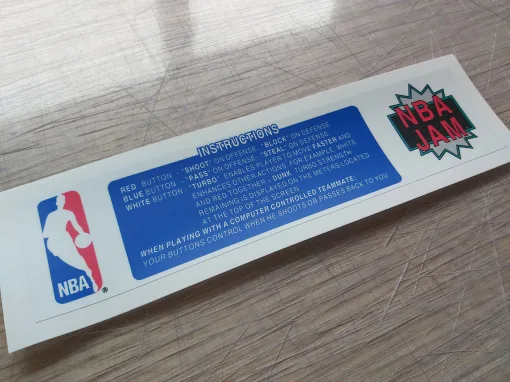 INSTRUCTIONS
RED BUTTON - "SHOOT" ON OFFENSE - "BLOCK" ON DEFENSE
BLUE BUTTON - "PASS" ON OFFENSE - "STEAL" ON DEFENSE
WHITE BUTTON - "TURBO" ENABLES PLAYER TO MOVE FASTER AND
ENHANCES OTHER ACTIONS, FOR EXAMPLE, WHITE
AND RED TOGETHER - DUNK. TURBO STRENGTH
REMAINING IS DISPLAYED ON THE METERS LOCATED
AT THE TOP OF THE SCREEN
WHEN PLAYING WITH A COMPUTER CONTROLLED TEAMMATE,
YOUR BUTTONS CONTROL WHEN HE SHOOTS OR PASSES BACK TO YOU.
NBA ®
NBA
JAM